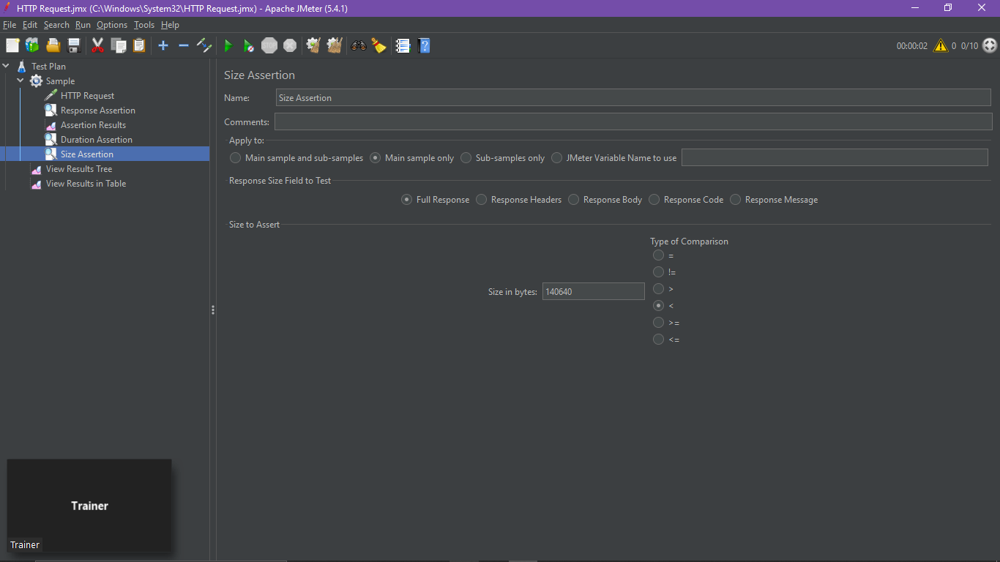 HTTP Request.jmx (C:\Windows\System32\HTTP Request.jmx) - Apache JMeter (5.4.1)
File Edit Search Run Options Tools Help
STOP 00:00:02 0 0/10
Test Plan
Sample
HTTP Request
Response Assertion
Assertion Results
Duration Assertion
Size Assertion
View Results Tree
View Results in Table
Size Assertion
Name: Size Assertion
Comments:
Apply to:
Main sample and sub-samples Main sample only Sub-samples only JMeter Variable Name to use
Response Size Field to Test
Full Response Response Headers Response Body Response Code Response Message
Size to Assert
Type of Comparison
=
!=
>
Size in bytes: 140640
<
>=
<=
Trainer
Trainer